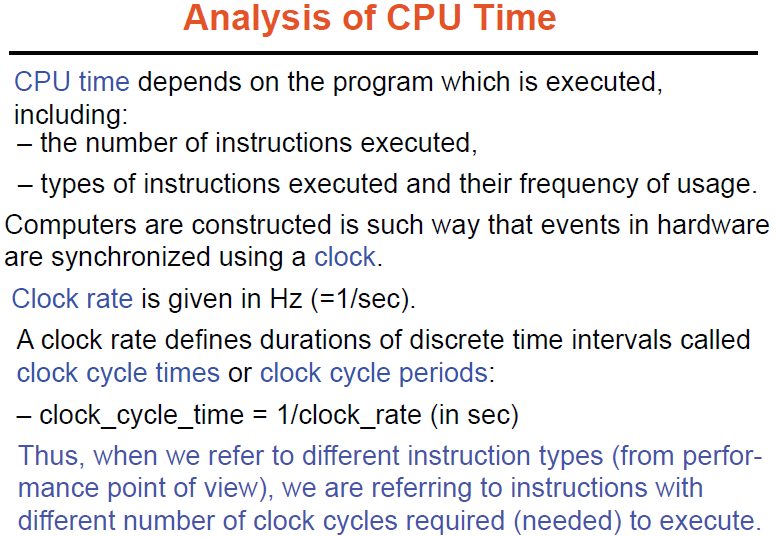 Analysis of CPU Time
CPU time depends on the program which is executed,
including:
– the number of instructions executed,
– types of instructions executed and their frequency of usage.
Computers are constructed is such way that events in hardware
are synchronized using a clock.
Clock rate is given in Hz (=1/sec).
A clock rate defines durations of discrete time intervals called
clock cycle times or clock cycle periods:
– clock_cycle_time = 1/clock_rate (in sec)
Thus, when we refer to different instruction types (from perfor-
mance point of view), we are referring to instructions with
different number of clock cycles required (needed) to execute.